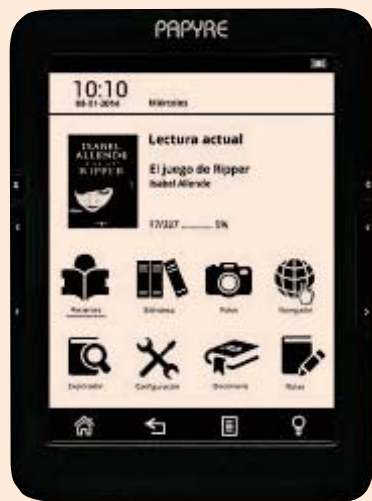 PAPYRE
10:10
08-01-2014 Miércoles
Lectura actual
ISABEL
ALLENDE
RIPPER
El juego de Ripper
Isabel Allende
17/327 5%
Recientes Biblioteca Fotos Navegador
Explorador Configuración Diccionario Notas